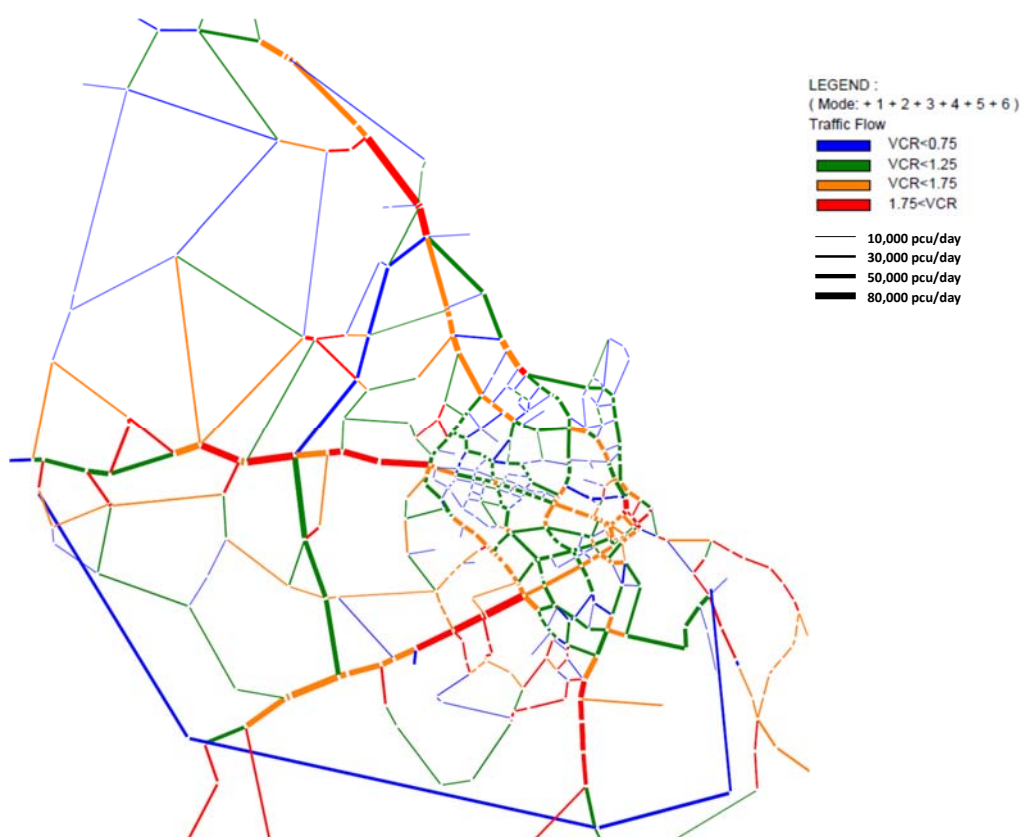 LEGEND :
( Mode: + 1 + 2 + 3 + 4 + 5 + 6 )
Traffic Flow
VCR<0.75
VCR<1.25
VCR<1.75
1.75<VCR
10,000 pcu/day
30,000 pcu/day
50,000 pcu/day
80,000 pcu/day